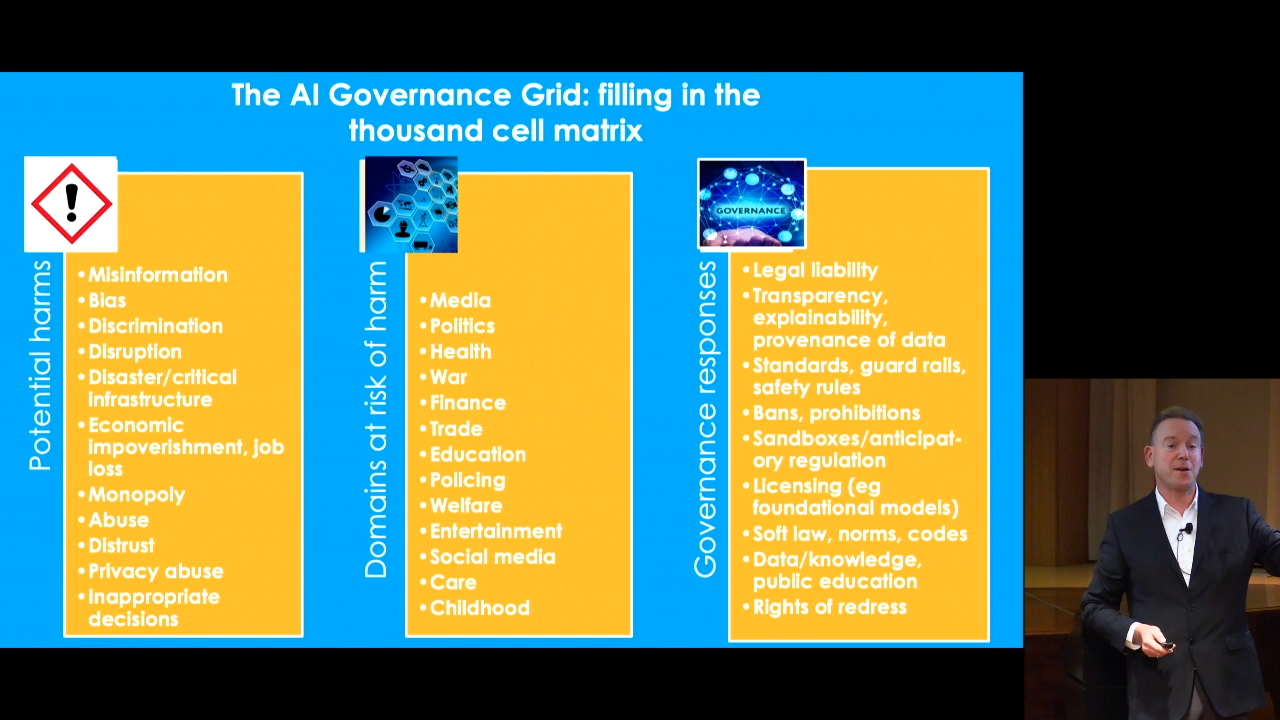 The AI Governance Grid: filling in the
thousand cell matrix
Potential harms
•Misinformation
•Bias
•Discrimination
•Disruption
•Disaster/critical
infrastructure
•Economic
impoverishment, job
loss
•Monopoly
•Abuse
•Distrust
•Privacy abuse
•Inappropriate
decisions
Domains at risk of harm
•Media
•Politics
•Health
•War
•Finance
•Trade
•Education
•Policing
•Welfare
•Entertainment
•Social media
•Care
•Childhood
GOVERNANCE
Governance responses
•Legal liability
•Transparency,
explainability,
provenance of data
•Standards, guard rails,
safety rules
•Bans, prohibitions
•Sandboxes/anticipat-
ory regulation
•Licensing (eg
foundational models)
•Soft law, norms, codes
•Data/knowledge,
public education
•Rights of redress